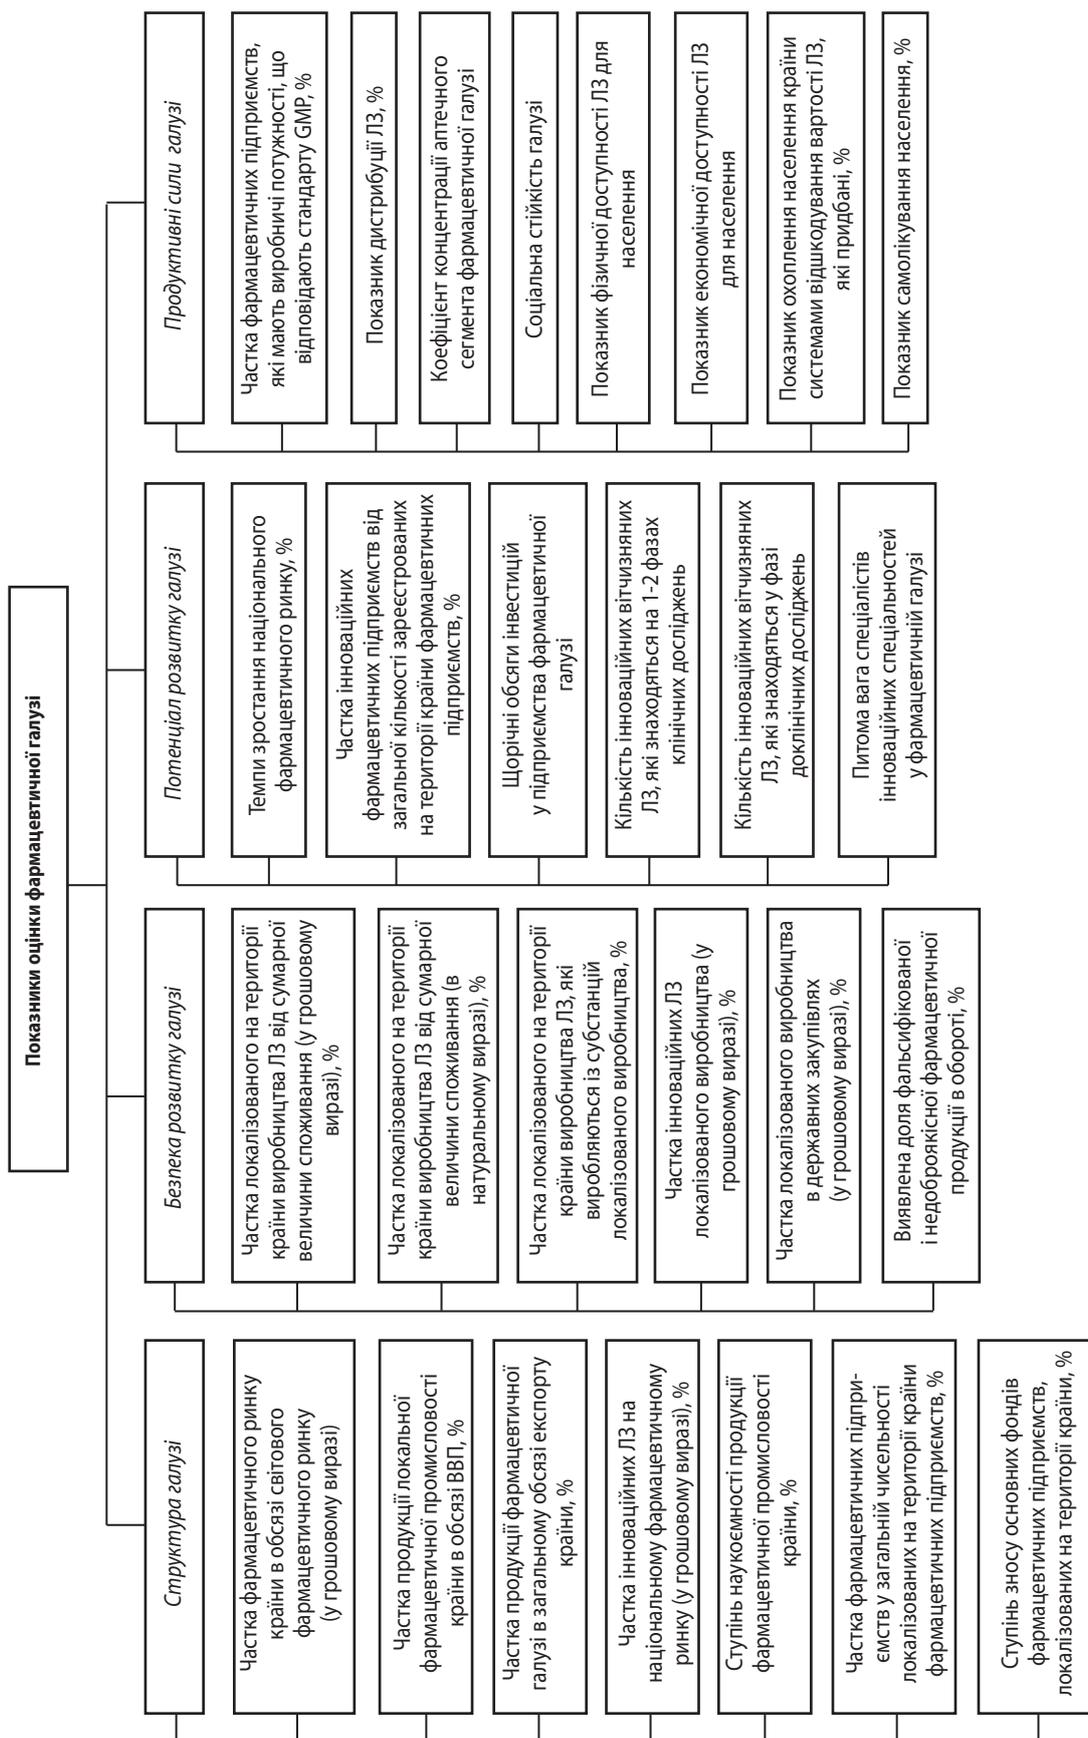 Показники оцінки фармацевтичної галузі
Структура галузі
Частка фармацевтичного ринку
країни в обсязі світового
фармацевтичного ринку
(у грошовому виразі)
Частка продукції локальної
фармацевтичної промисловості
країни в обсязі ВВП, %
Частка продукції фармацевтичної
галузі в загальному обсязі експорту
країни, %
Частка інноваційних ЛЗ на
національному фармацевтичному
ринку (у грошовому виразі), %
Ступінь наукоємності продукції
фармацевтичної промисловості
країни, %
Частка фармацевтичних підпри-
ємств у загальній чисельності
локалізованих на території країни
фармацевтичних підприємств, %
Ступінь зносу основних фондів
фармацевтичних підприємств,
локалізованих на території країни, %
Безпека розвитку галузі
Частка локалізованого на території
країни виробництва ЛЗ від сумарної
величини споживання (у грошовому
виразі), %
Частка локалізованого на території
країни виробництва ЛЗ від сумарної
величини споживання (в
натуральному виразі), %
Частка локалізованого на території
країни виробництва ЛЗ, які
виробляються із субстанцій
локалізованого виробництва, %
Частка інноваційних ЛЗ
локалізованого виробництва (у
грошовому виразі), %
Частка локалізованого виробництва
в державних закупівлях
(у грошовому виразі), %
Виявлена доля фальсифікованої
і недоброякісної фармацевтичної
продукції в обороті, %
Потенціал розвитку галузі
Темпи зростання національного
фармацевтичного ринку, %
Частка інноваційних
фармацевтичних підприємств від
загальної кількості зареєстрованих
на території країни фармацевтичних
підприємств, %
Щорічні обсяги інвестицій
у підприємства фармацевтичної
галузі
Кількість інноваційних вітчизняних
ЛЗ, які знаходяться на 1-2 фазах
клінічних досліджень
Кількість інноваційних вітчизняних
ЛЗ, які знаходяться у фазі
доклінічних досліджень
Питома вага спеціалістів
інноваційних спеціальностей
у фармацевтичній галузі
Продуктивні сили галузі
Частка фармацевтичних підприємств,
які мають виробничі потужності, що
відповідають стандарту GMP, %
Показник дистрибуції ЛЗ, %
Коефіцієнт концентрації аптечного
сегмента фармацевтичної галузі
Соціальна стійкість галузі
Показник фізичної доступності ЛЗ для
населення
Показник економічної доступності ЛЗ
для населення
Показник охоплення населення країни
системами відшкодування вартості ЛЗ,
які придбані, %
Показник самолікування населення, %